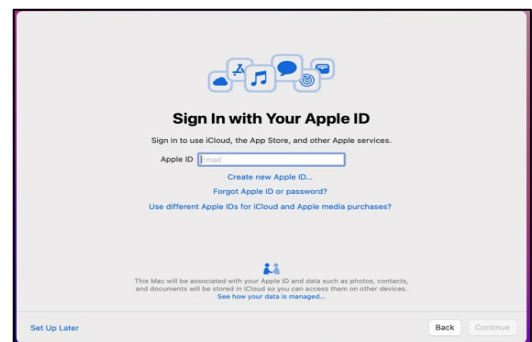 Sign In with Your Apple ID
Sign in to use iCloud, the App Store, and other Apple services.
Apple ID Email
Create new Apple ID...
Forgot Apple ID or password?
Use different Apple IDs for iCloud and Apple media purchases?
This Mac will be associated with your Apple ID and data such as photos, contacts,
and documents will be stored in iCloud so you can access them on other devices.
See how your data is managed...
Set Up Later Back Continue